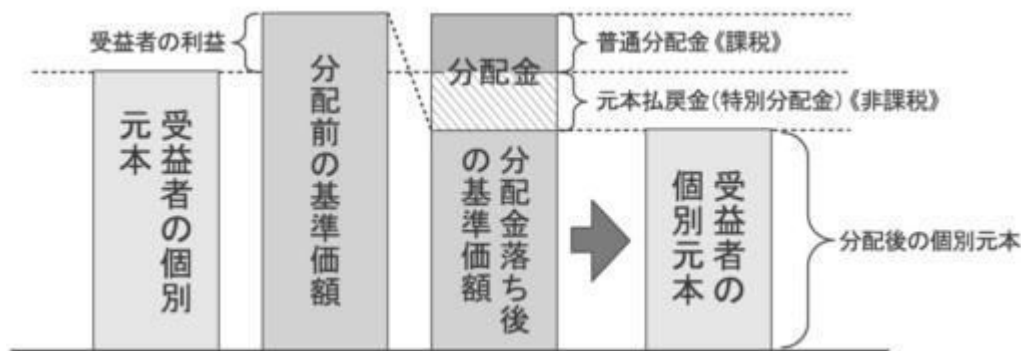 受益者の利益
受益者の個別
元本
分配前の基準価額
分配金
分配金落ち後
の基準価額
普通分配金《課税》
元本払戻金(特別分配金)《非課税》
受益者の
個別元本
分配後の個別元本